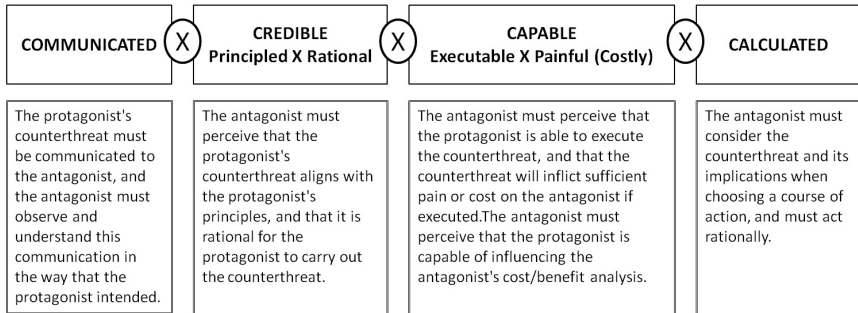 COMMUNICATED
X
CREDIBLE
Principled X Rational
X
CAPABLE
Executable X Painful (Costly)
X
CALCULATED
The protagonist's
counterthreat must
be communicated to
the antagonist, and
the antagonist must
observe and
understand this
communication in
the way that the
protagonist intended.
The antagonist must
perceive that the
protagonist's
counterthreat aligns with
the protagonist's
principles, and that it is
rational for the
protagonist to carry out
the counterthreat.
The antagonist must perceive that
the protagonist is able to execute
the counterthreat, and that the
counterthreat will inflict sufficient
pain or cost on the antagonist if
executed.The antagonist must
perceive that the protagonist is
capable of influencing the
antagonist's cost/benefit analysis.
The antagonist must
consider the
counterthreat and its
implications when
choosing a course of
action, and must act
rationally.